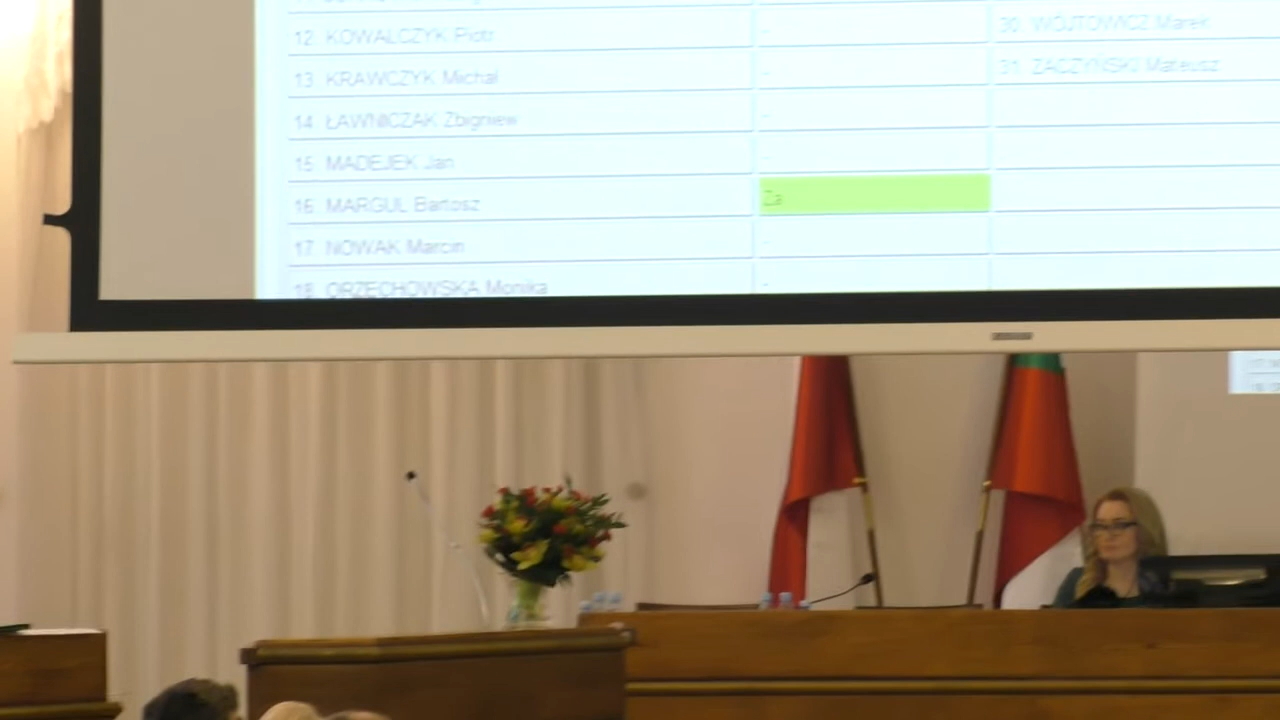 12. KOWALCZYK Piotr -
30. WÓJTOWICZ Marek
13. KRAWCZYK Michał -
31. ZACZYŃSKI Mateusz
14. ŁAWNICZAK Zbigniew -
15. MADEJEK Jan -
16. MARGUL Bartosz Za
17. NOWAK Marcin -
18. ORZECHOWSKA Monika -